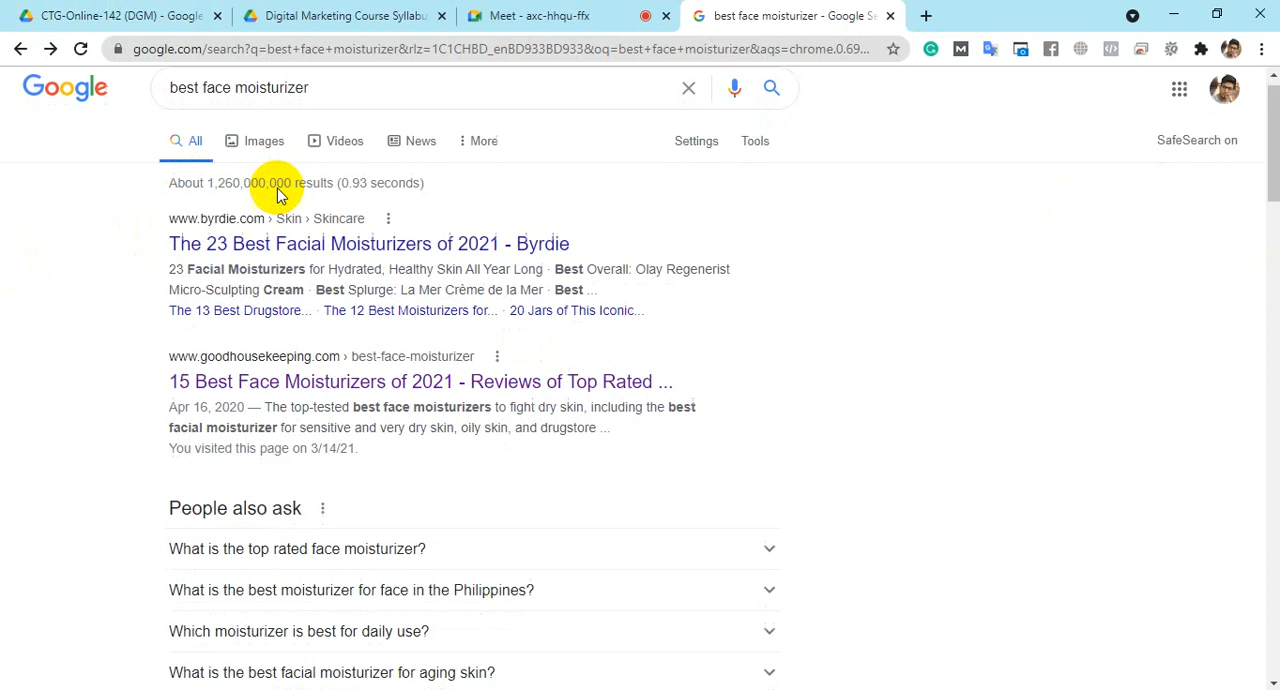 CTG-Online-142 (DGM) - Google
Digital Marketing Course Syllabu
Meet - axc-hhqu-ffx
best face moisturizer - Google Se
google.com/search?q=best+face+moisturizer&rlz=1C1CHBD_enBD933BD933&oq=best+face+moisturizer&aqs=chrome.0.69...
Google
best face moisturizer
All
Images
Videos
News
More
Settings
Tools
SafeSearch on
About 1,260,000,000 results (0.93 seconds)
www.byrdie.com › Skin › Skincare
The 23 Best Facial Moisturizers of 2021 - Byrdie
23 Facial Moisturizers for Hydrated, Healthy Skin All Year Long · Best Overall: Olay Regenerist
Micro-Sculpting Cream · Best Splurge: La Mer Crème de la Mer · Best ...
The 13 Best Drugstore... · The 12 Best Moisturizers for... · 20 Jars of This Iconic...
www.goodhousekeeping.com › best-face-moisturizer
15 Best Face Moisturizers of 2021 - Reviews of Top Rated ...
Apr 16, 2020 — The top-tested best face moisturizers to fight dry skin, including the best
facial moisturizer for sensitive and very dry skin, oily skin, and drugstore ...
You visited this page on 3/14/21.
People also ask
What is the top rated face moisturizer?
What is the best moisturizer for face in the Philippines?
Which moisturizer is best for daily use?
What is the best facial moisturizer for aging skin?